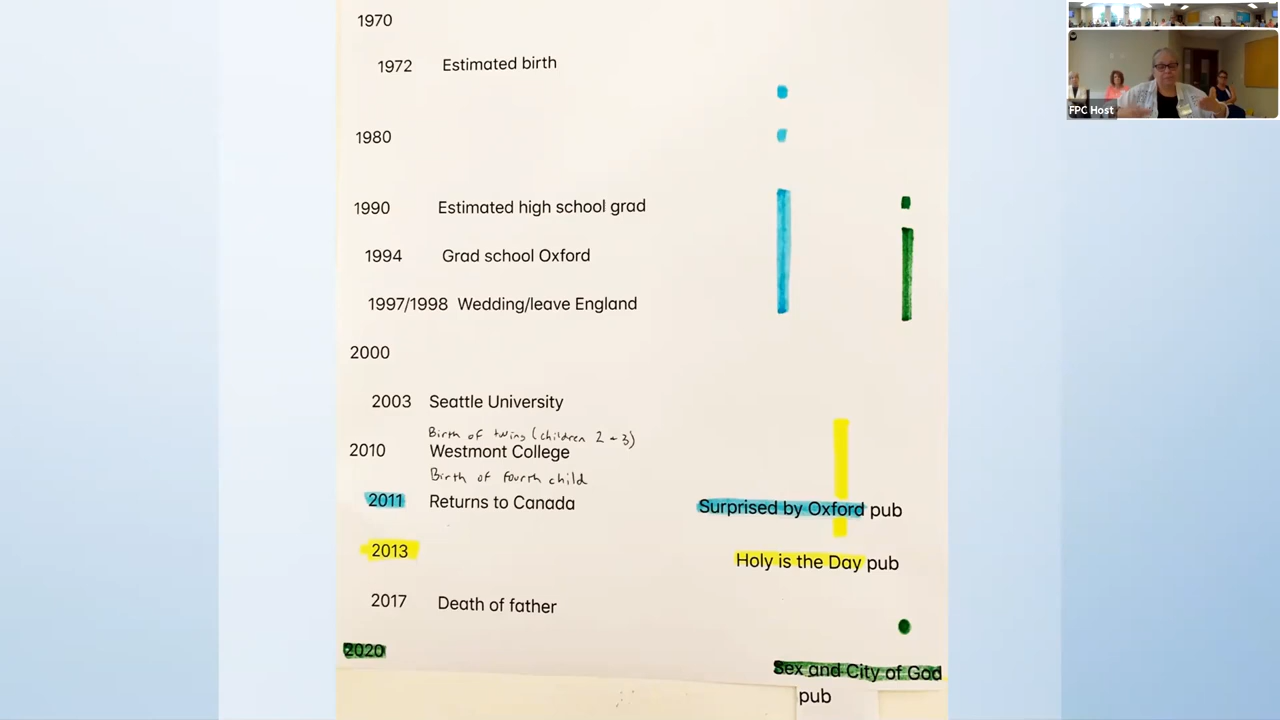 1970
1972 Estimated birth
1980
1990 Estimated high school grad
1994 Grad school Oxford
1997/1998 Wedding/leave England
2000
2003 Seattle University
Birth of twins (children 2 + 3)
2010 Westmont College
Birth of fourth child
2011 Returns to Canada Surprised by Oxford pub
2013 Holy is the Day pub
2017 Death of father
2020 Sex and City of God
pub
FPC Host